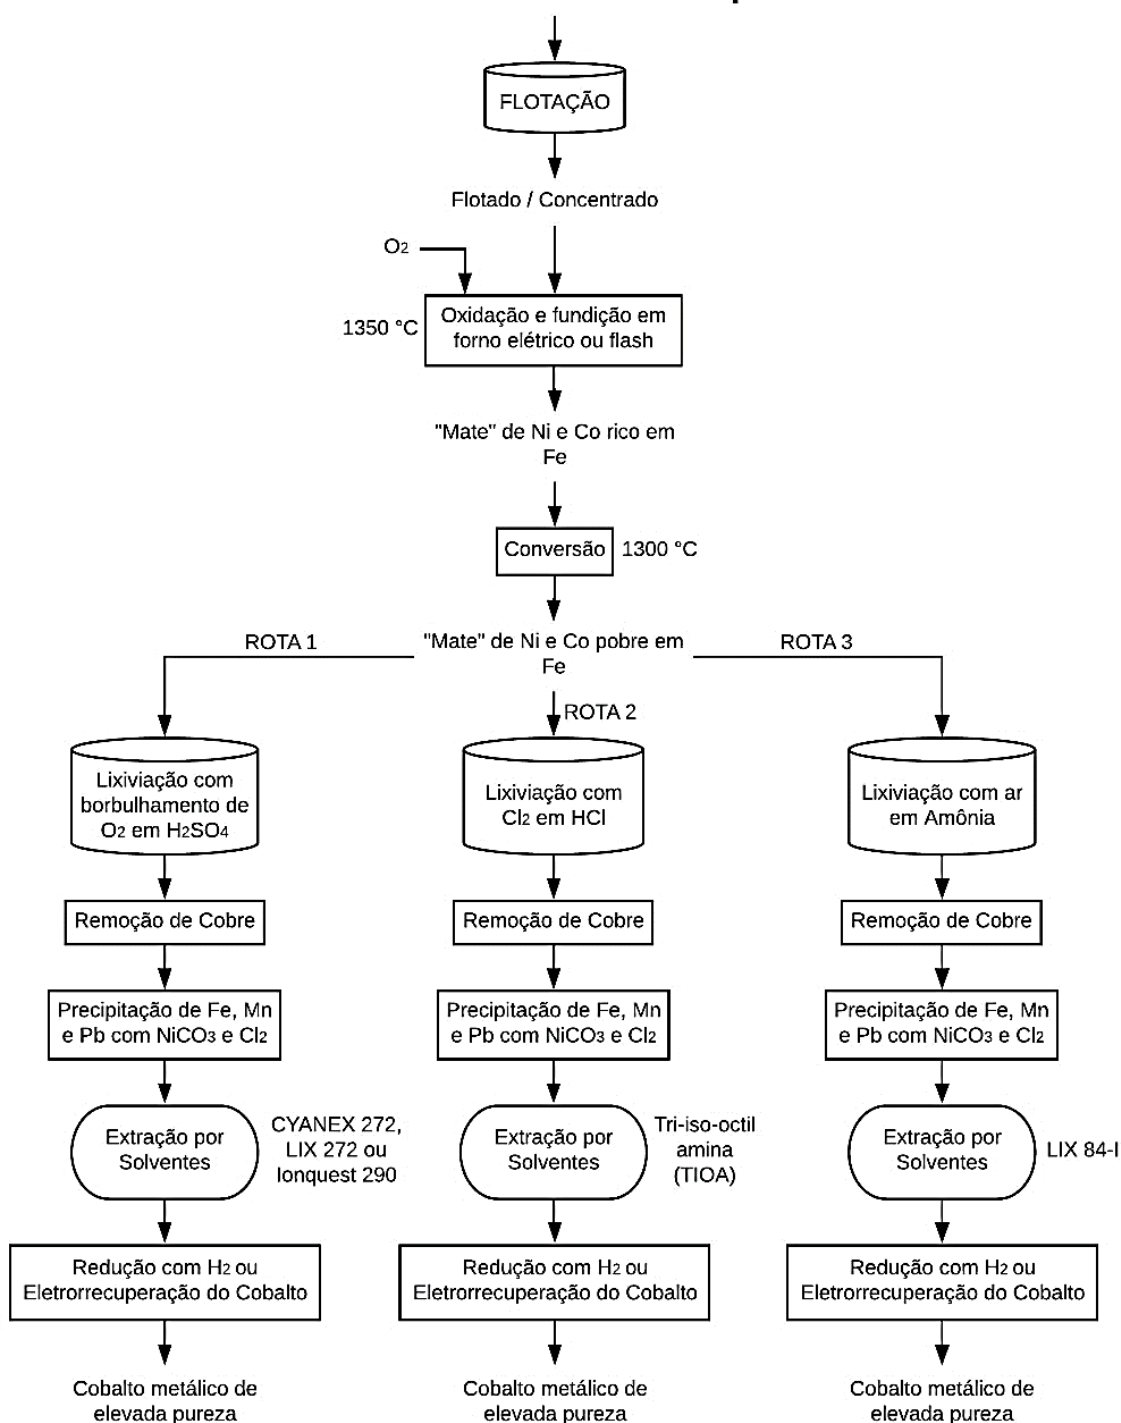 FLOTAÇÃO
Flotado / Concentrado
O2
1350 °C
Oxidação e fundição em
forno elétrico ou flash
"Mate" de Ni e Co rico em
Fe
Conversão
1300 °C
ROTA 1
"Mate" de Ni e Co pobre em
Fe
ROTA 3
ROTA 2
Lixiviação com
borbulhamento de
O2 em H2SO4
Lixiviação com
Cl2 em HCl
Lixiviação com ar
em Amônia
Remoção de Cobre
Remoção de Cobre
Remoção de Cobre
Precipitação de Fe, Mn
e Pb com NiCO3 e Cl2
Precipitação de Fe, Mn
e Pb com NiCO3 e Cl2
Precipitação de Fe, Mn
e Pb com NiCO3 e Cl2
Extração por
Solventes
CYANEX 272,
LIX 272 ou
Ionquest 290
Extração por
Solventes
Tri-iso-octil
amina
(TIOA)
Extração por
Solventes
LIX 84-I
Redução com H2 ou
Eletrorrecuperação do Cobalto
Redução com H2 ou
Eletrorrecuperação do Cobalto
Redução com H2 ou
Eletrorrecuperação do Cobalto
Cobalto metálico de
elevada pureza
Cobalto metálico de
elevada pureza
Cobalto metálico de
elevada pureza